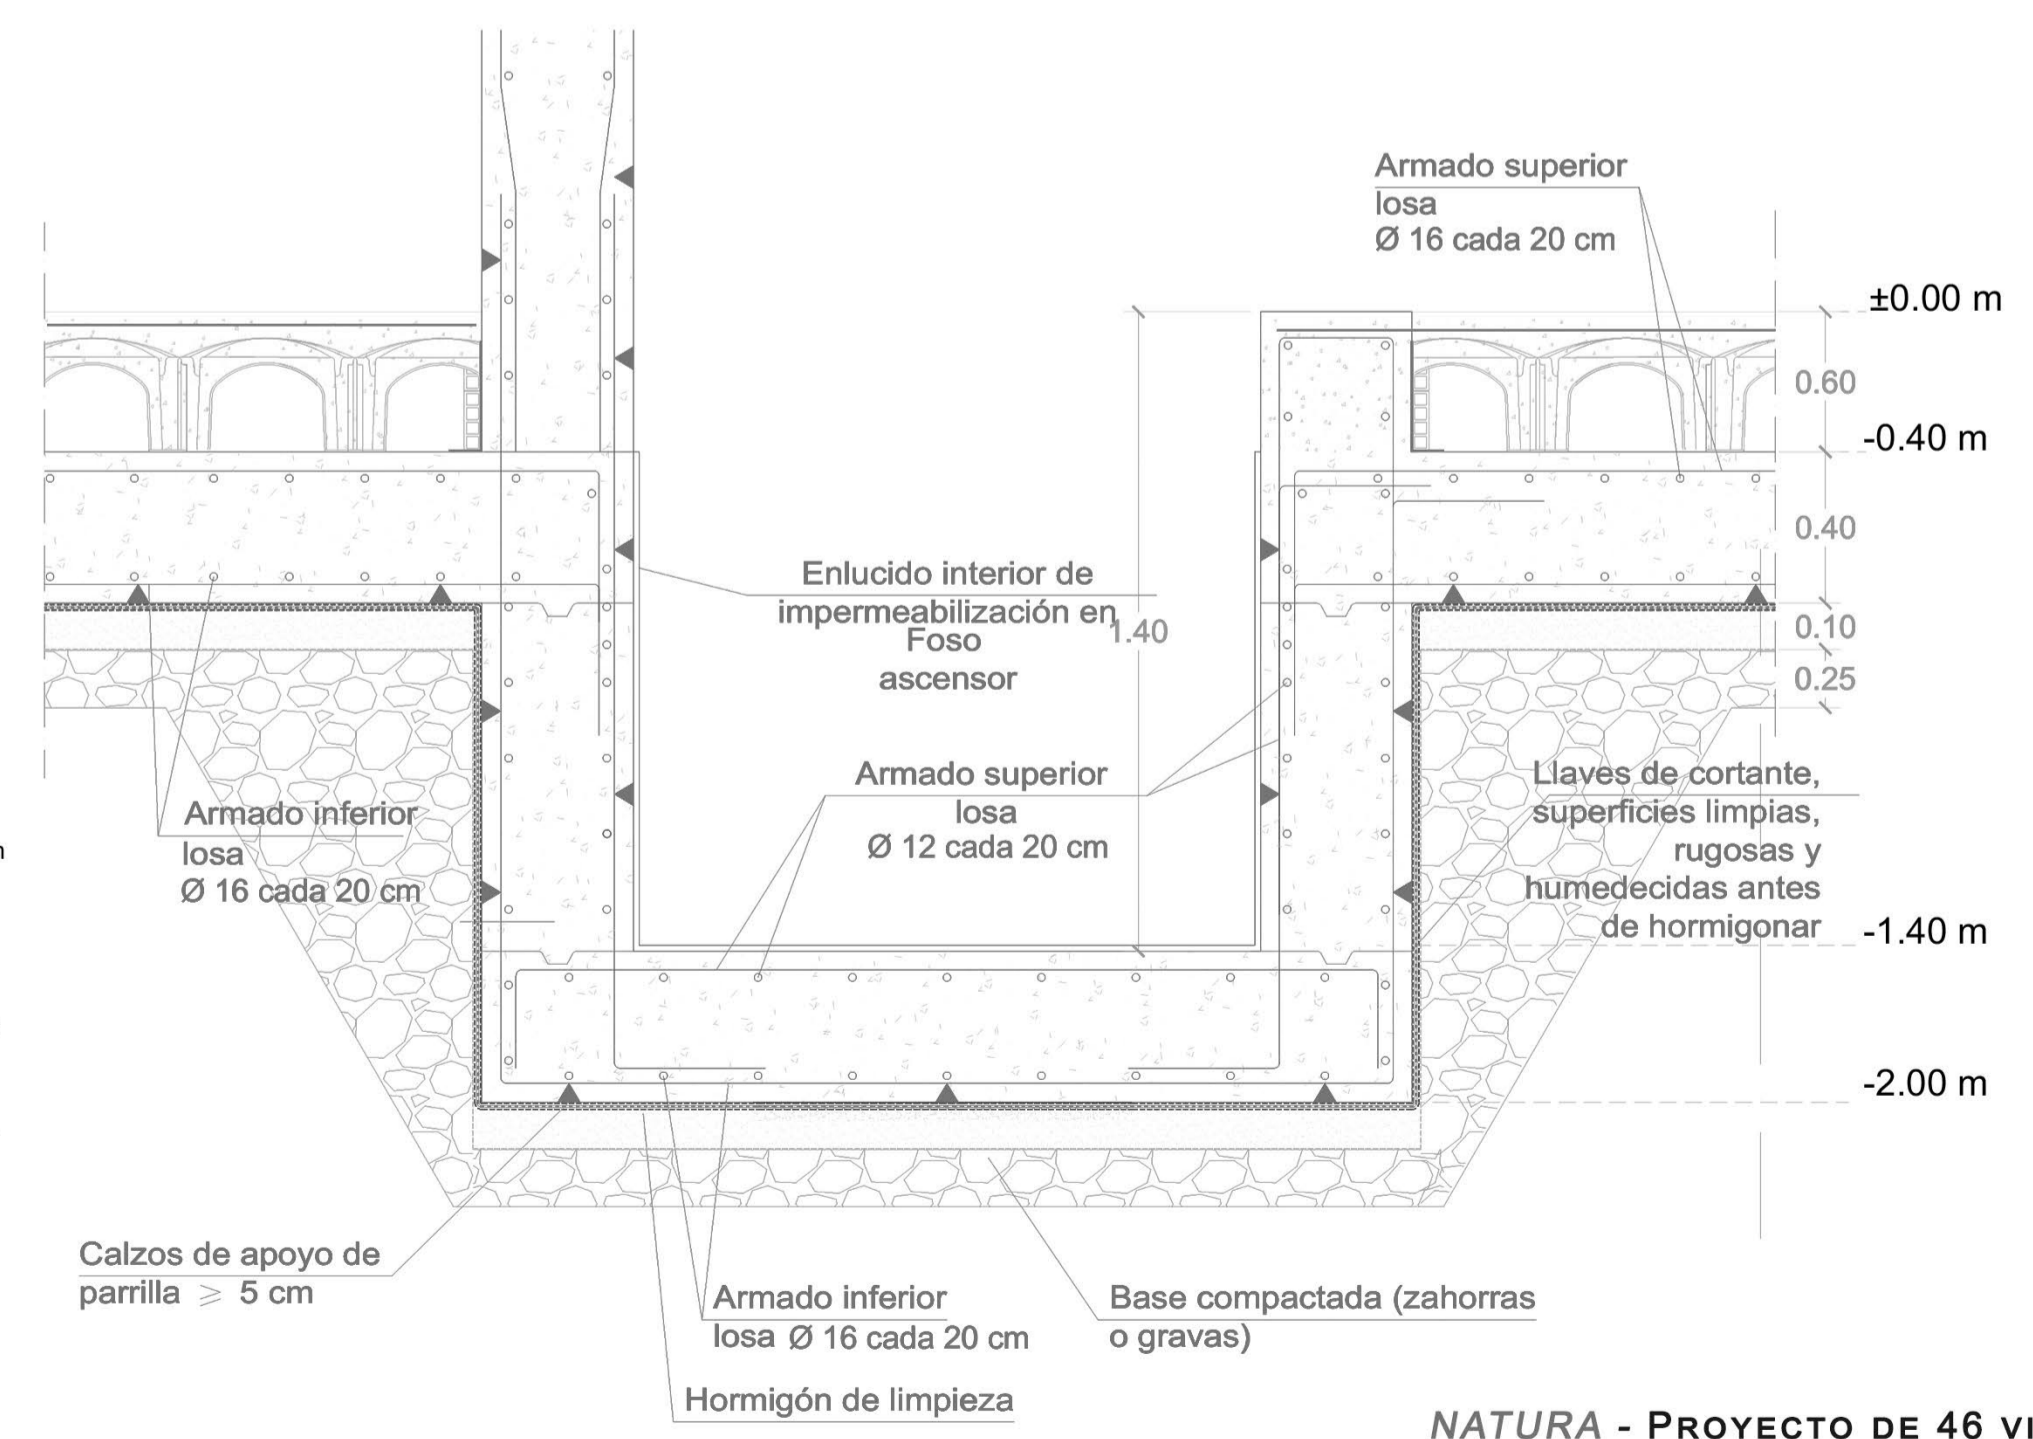 Armado superior
losa
Ø 16 cada 20 cm
±0.00 m
0.60
-0.40 m
0.40
Enlucido interior de
impermeabilización en
Foso
ascensor
1.40
0.10
0.25
Armado superior
losa
Ø 12 cada 20 cm
Llaves de cortante,
superficies limpias,
rugosas y
humedecidas antes
de hormigonar
Armado inferior
losa
Ø 16 cada 20 cm
-1.40 m
-2.00 m
Calzos de apoyo de
parrilla ≥ 5 cm
Armado inferior
losa Ø 16 cada 20 cm
Base compactada (zahorras
o gravas)
Hormigón de limpieza
NATURA - PROYECTO DE 46 VI